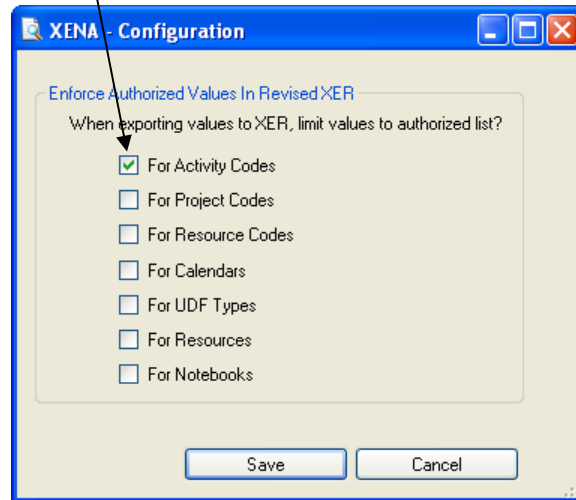 XENA - Configuration
Enforce Authorized Values In Revised XER
When exporting values to XER, limit values to authorized list?
For Activity Codes
For Project Codes
For Resource Codes
For Calendars
For UDF Types
For Resources
For Notebooks
Save Cancel